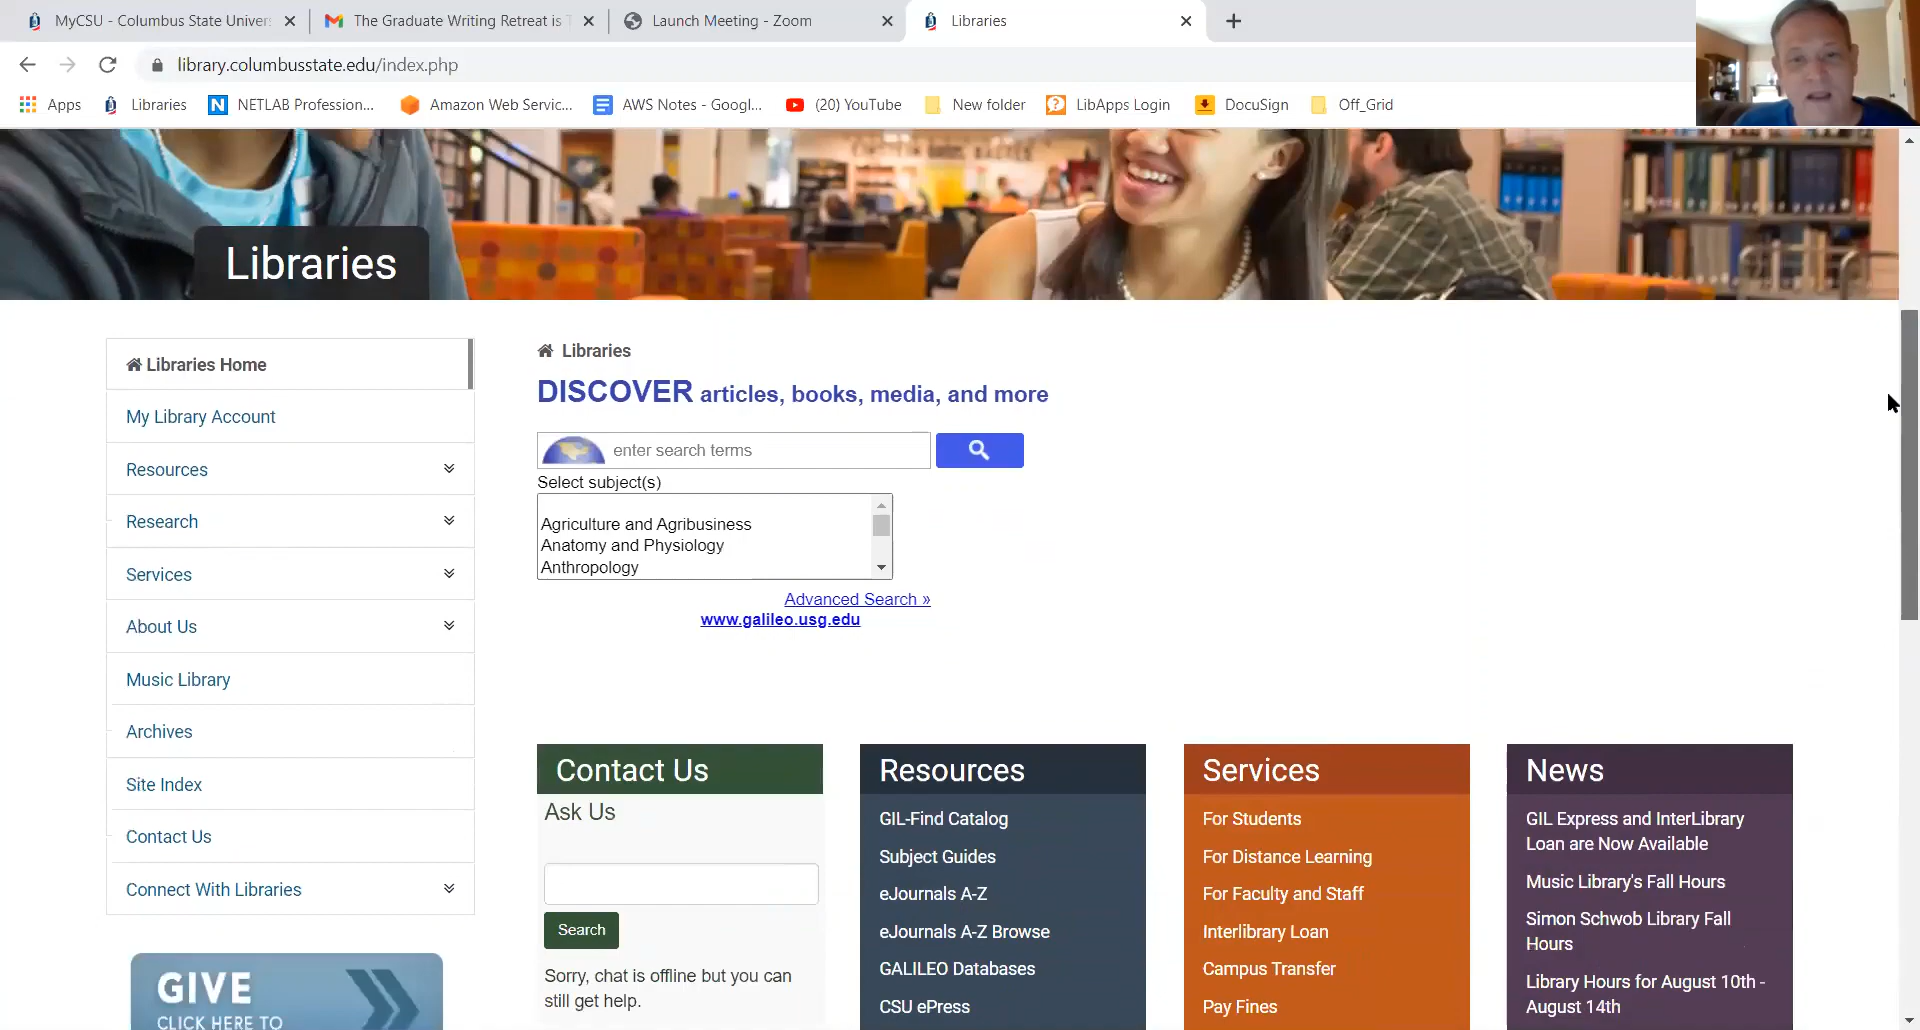 MyCSU - Columbus State Univer
The Graduate Writing Retreat is T
Launch Meeting - Zoom
Libraries
library.columbusstate.edu/index.php
Apps
Libraries
NETLAB Profession...
Amazon Web Servic...
AWS Notes - Googl...
(20) YouTube
New folder
LibApps Login
DocuSign
Off_Grid
Libraries
Libraries Home
My Library Account
Resources
Research
Services
About Us
Music Library
Archives
Site Index
Contact Us
Connect With Libraries
GIVE
CLICK HERE TO
Libraries
DISCOVER articles, books, media, and more
enter search terms
Select subject(s)
Agriculture and Agribusiness
Anatomy and Physiology
Anthropology
Advanced Search »
www.galileo.usg.edu
Contact Us
Ask Us
Search
Sorry, chat is offline but you can
still get help.
Resources
GIL-Find Catalog
Subject Guides
eJournals A-Z
eJournals A-Z Browse
GALILEO Databases
CSU ePress
Services
For Students
For Distance Learning
For Faculty and Staff
Interlibrary Loan
Campus Transfer
Pay Fines
News
GIL Express and InterLibrary
Loan are Now Available
Music Library's Fall Hours
Simon Schwob Library Fall
Hours
Library Hours for August 10th -
August 14th